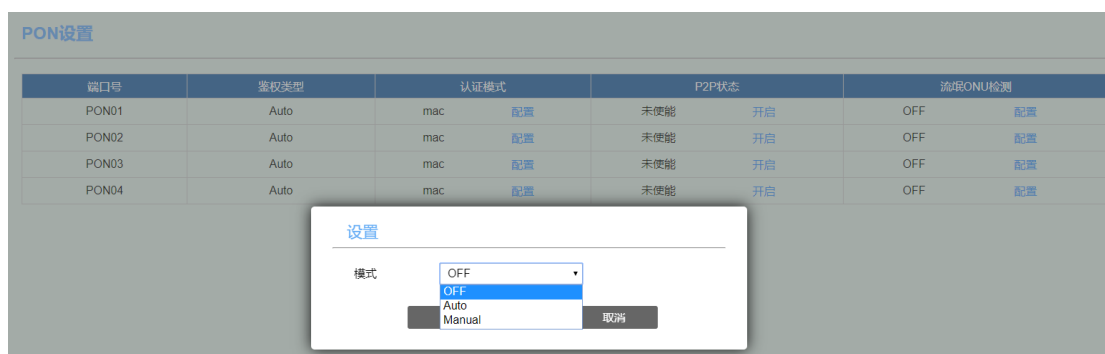 PON设置
端口号 鉴权类型 认证模式 P2P状态 流氓ONU检测
PON01 Auto mac 配置 未使能 开启 OFF 配置
PON02 Auto mac 配置 未使能 开启 OFF 配置
PON03 Auto mac 配置 未使能 开启 OFF 配置
PON04 Auto mac 配置 未使能 开启 OFF 配置
设置
模式 OFF
OFF
Auto
Manual
取消